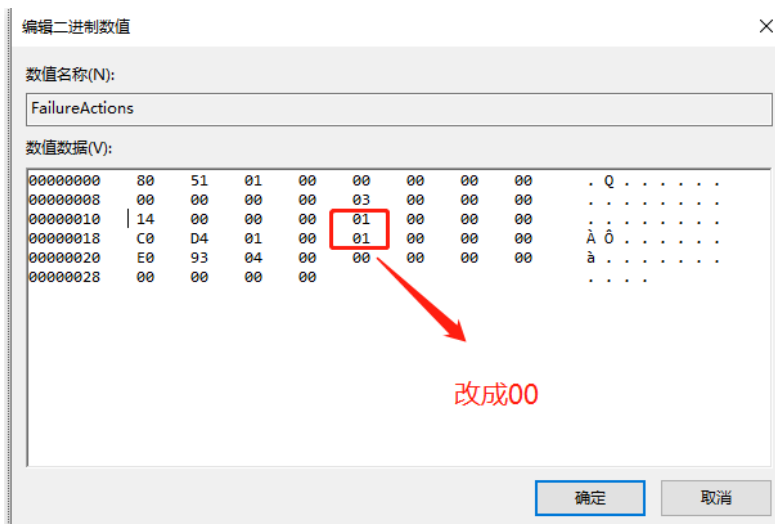 编辑二进制数值
数值名称(N):
FailureActions
数值数据(V):
00000000 80 51 01 00 00 00 00 00 . Q . . . . . .
00000008 00 00 00 00 03 00 00 00 . . . . . . . .
00000010 14 00 00 00 01 00 00 00 . . . . . . . .
00000018 C0 D4 01 00 01 00 00 00 À Ô . . . . . .
00000020 E0 93 04 00 00 00 00 00 à . . . . . . .
00000028 00 00 00 00 . . . .
改成00
确定 取消